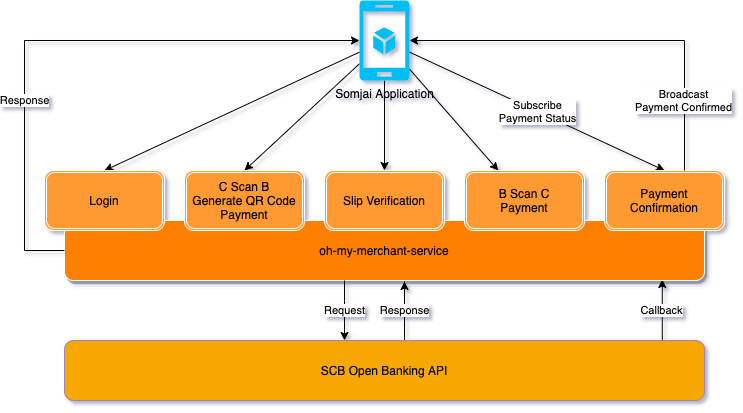 Somjai Application
Response
Subscribe
Payment Status
Broadcast
Payment Confirmed
Login
C Scan B
Generate QR Code
Payment
Slip Verification
B Scan C
Payment
Payment
Confirmation
oh-my-merchant-service
Request
Response
Callback
SCB Open Banking API